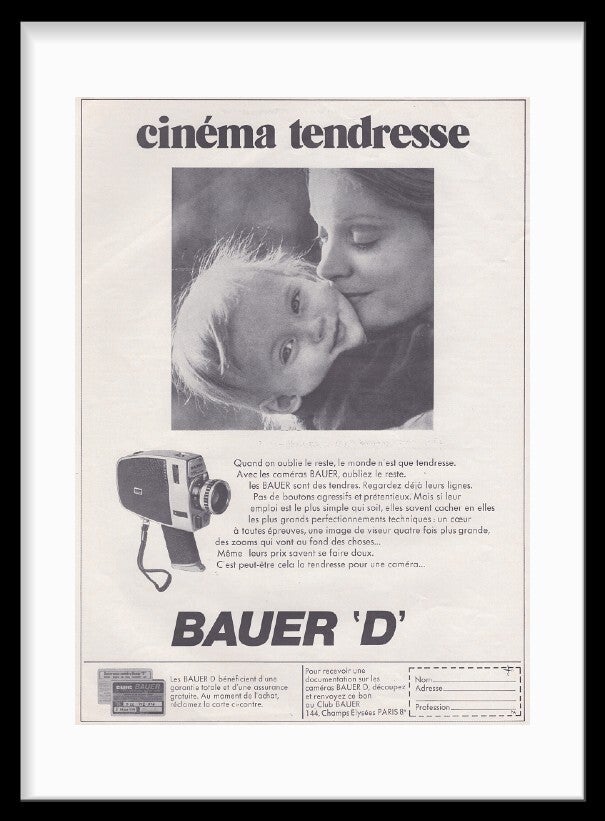 cinéma tendresse
Quand on oublie le reste, le monde n est que tendresse.
Avec les caméras BAUER, oubliez le reste.
les BAUER sont des tendres. Regardez déjà leurs lignes.
Pas de boutons agressifs et prétentieux. Mais si leur
emploi est le plus simple qui soit, elles savent cacher en elles
les plus grands perfectionnements techniques : un cœur
à toutes épreuves, une image de viseur quatre fois plus grande,
des zooms qui vont au fond des choses...
Même leurs prix savent se faire doux.
C est peut-être cela la tendresse pour une caméra...
BAUER 'D'
BAUER
Les BAUER D bénéficient d'une
garantie totale et d'une assurance
gratuite. Au moment de l'achat,
réclamez la carte ci-contre.
Pour recevoir une
documentation sur les
caméras BAUER D, découpez
et renvoyez ce bon
au Club BAUER
144, Champs Elysées PARIS 8e
Nom
Adresse
Profession